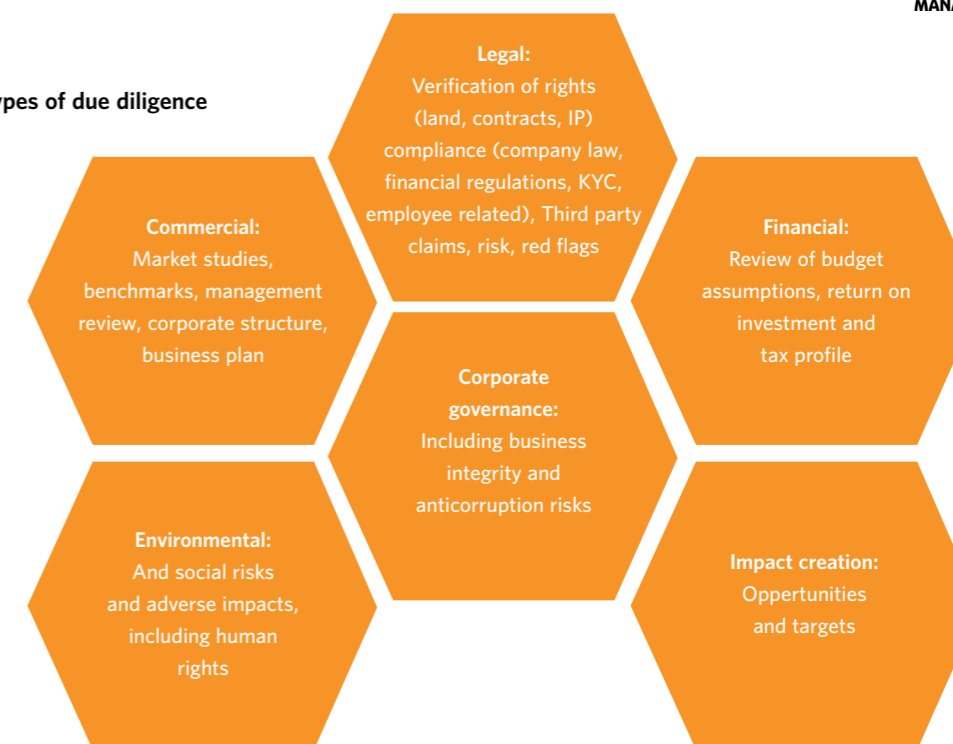 MANA
ypes of due diligence
Legal:
Verification of rights
(land, contracts, IP)
compliance (company law,
financial regulations, KYC,
employee related), Third party
claims, risk, red flags
Commercial:
Market studies,
benchmarks, management
review, corporate structure,
business plan
Financial:
Review of budget
assumptions, return on
investment and
tax profile
Corporate
governance:
Including business
integrity and
anticorruption risks
Environmental:
And social risks
and adverse impacts,
including human
rights
Impact creation:
Oppertunities
and targets